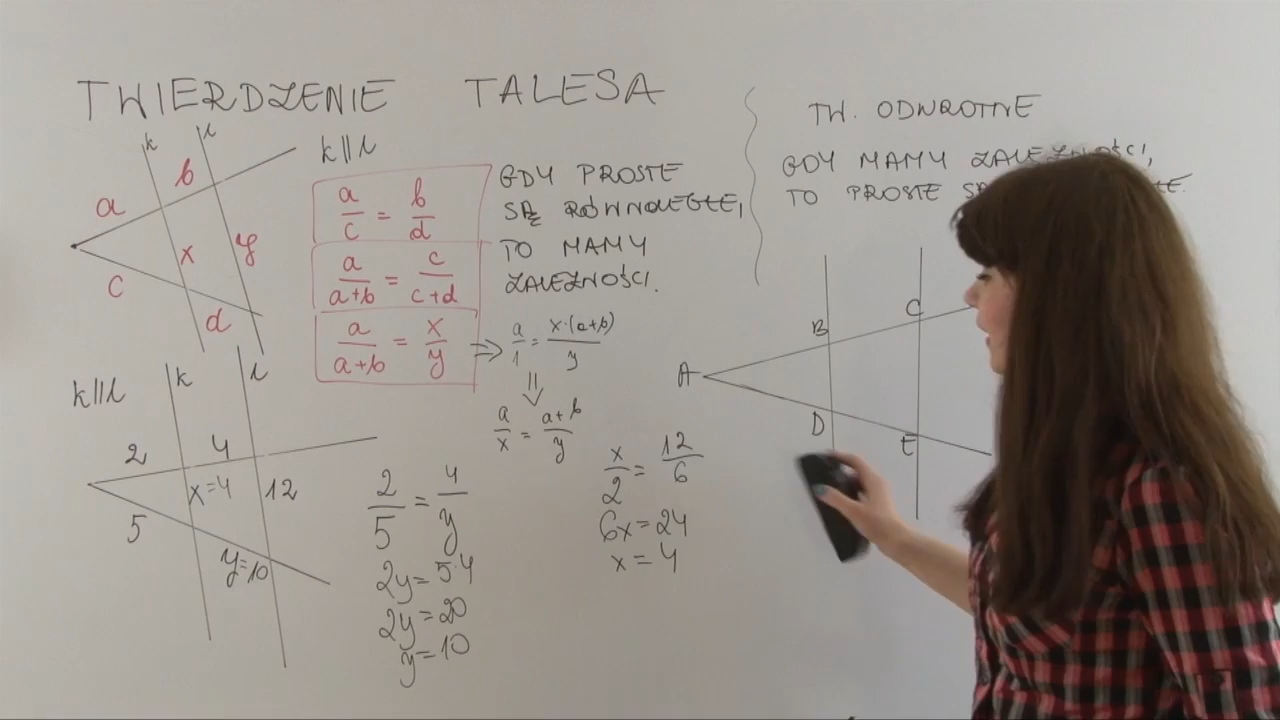 TWIERDZENIE TALESA
k
l
k || l
a
b
c
d
x
y
a/c = b/d
a/(a+b) = c/(c+d)
a/(a+b) = x/y
GDY PROSTE
SĄ RÓWNOLEGŁE,
TO MAMY
ZALEŻNOŚCI.
⇒ a/1 = x·(a+b)/y
⇓
a/x = (a+b)/y
k || l
k
l
2
4
x=4
12
5
y=10
2/5 = 4/y
2y = 5·4
2y = 20
y = 10
x/2 = 12/6
6x = 24
x = 4
TW. ODWROTNE
GDY MAMY ZALEŻNOŚCI,
TO PROSTE
A
B
C
D
E